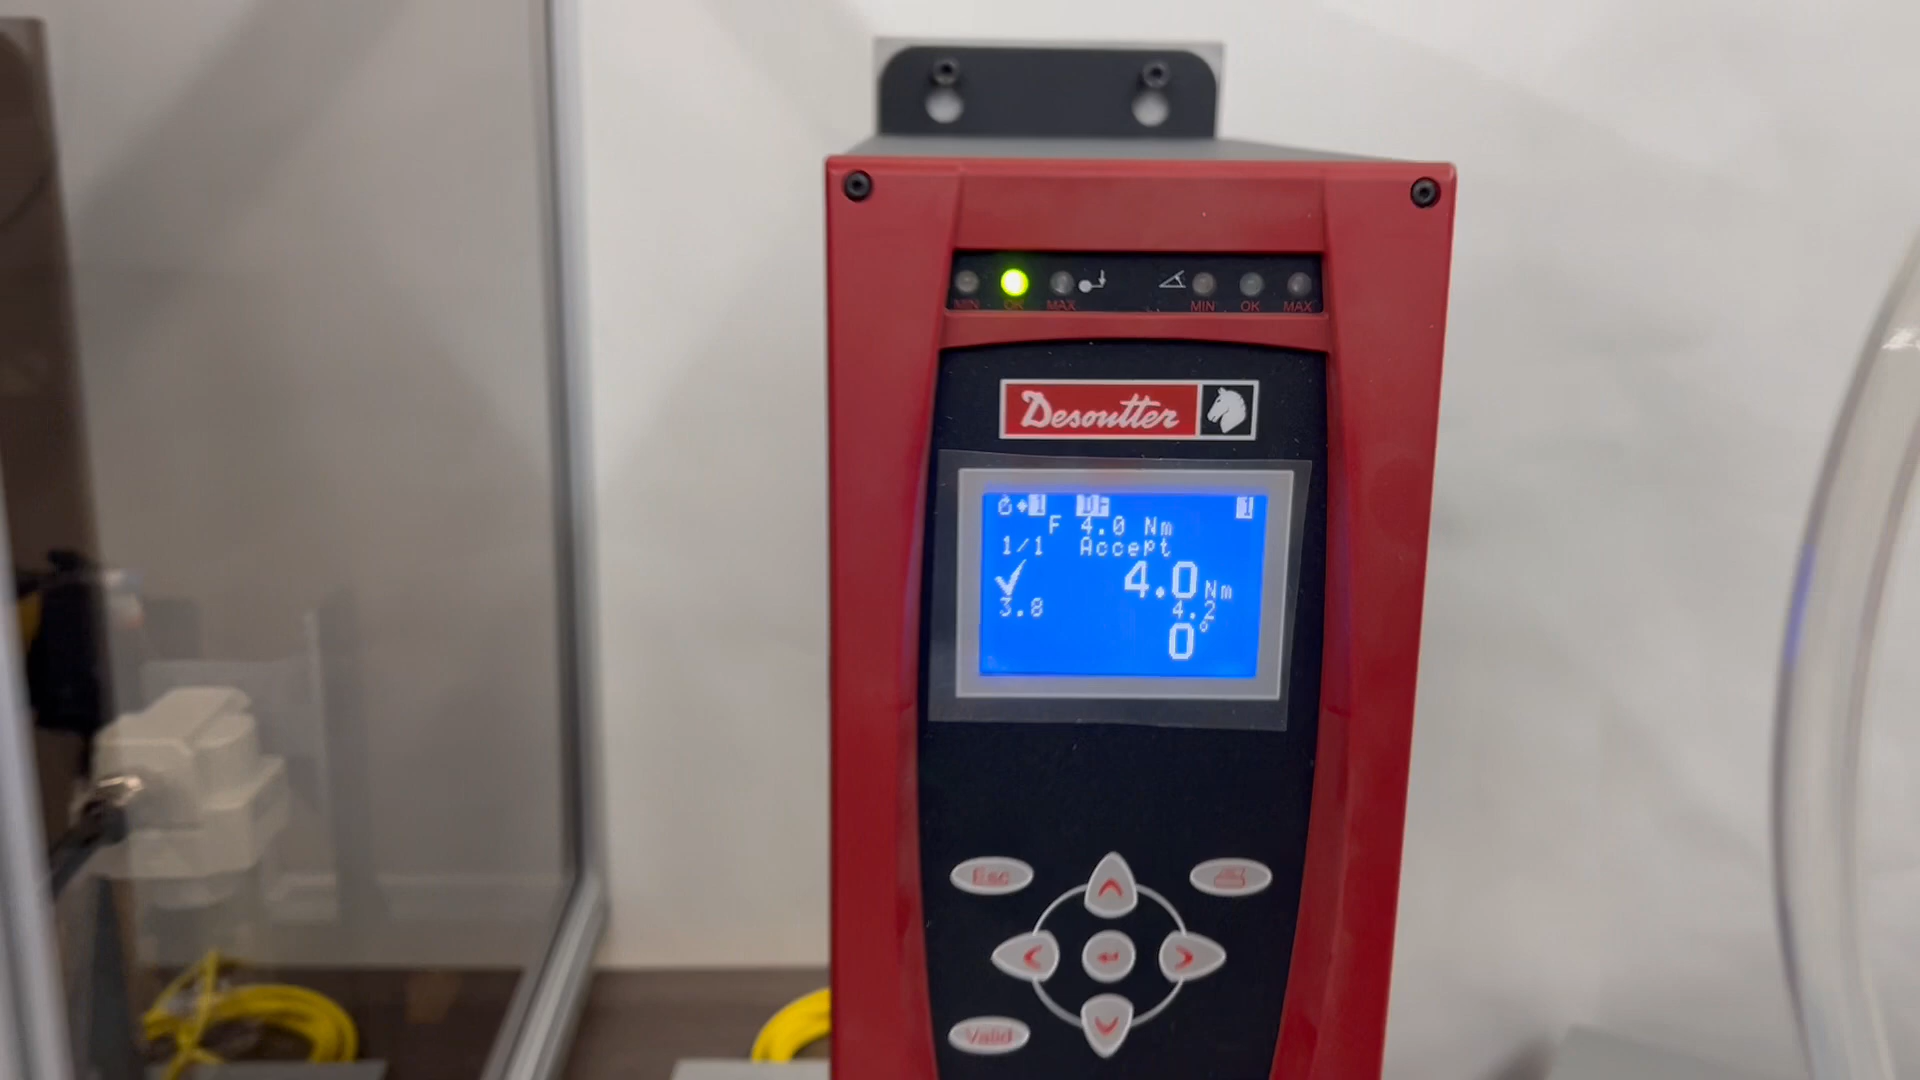 MIN OK MAX MIN OK MAX
Desoutter
1 DF 1
F 4.0 Nm
1/1 Accept
4.0 Nm
3.8 4.2
0°
Esc
Valid